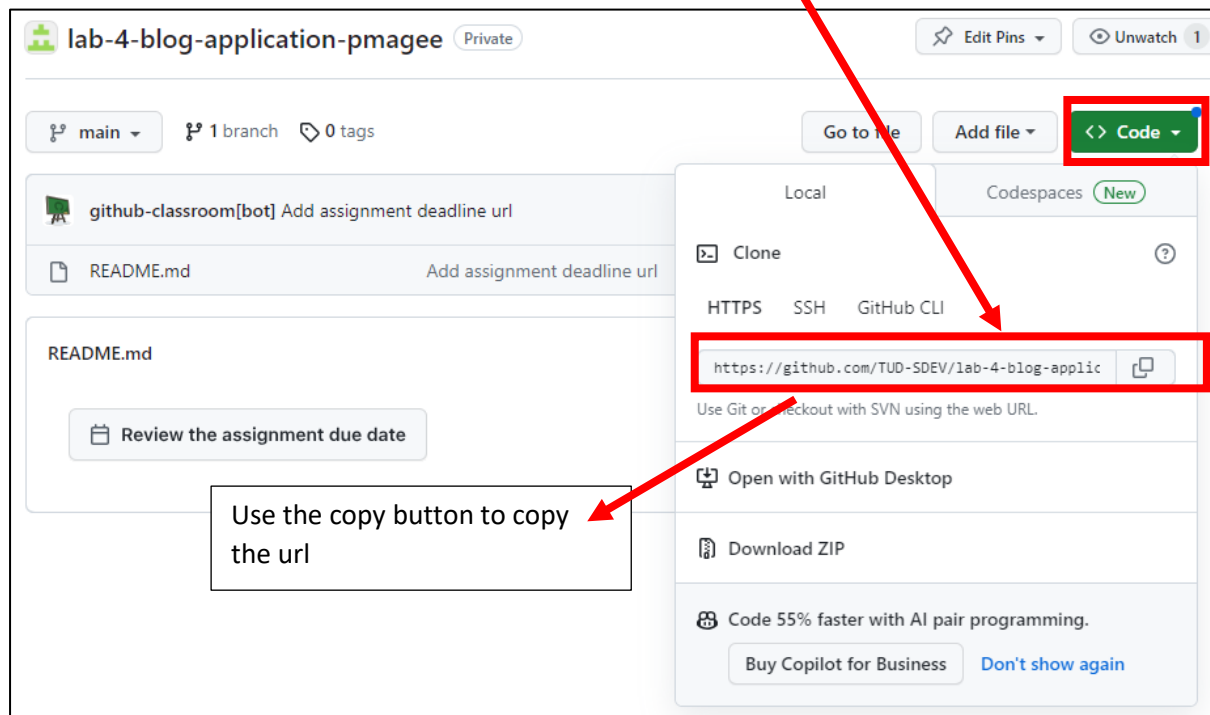 lab-4-blog-application-pmagee Private
Edit Pins
Unwatch 1
main
1 branch
0 tags
Go to file
Add file
<> Code
github-classroom[bot] Add assignment deadline url
README.md
Add assignment deadline url
README.md
Review the assignment due date
Use the copy button to copy
the url
Local
Codespaces New
Clone
HTTPS SSH GitHub CLI
https://github.com/TUD-SDEV/lab-4-blog-applic
Use Git or checkout with SVN using the web URL.
Open with GitHub Desktop
Download ZIP
Code 55% faster with AI pair programming.
Buy Copilot for Business
Don't show again